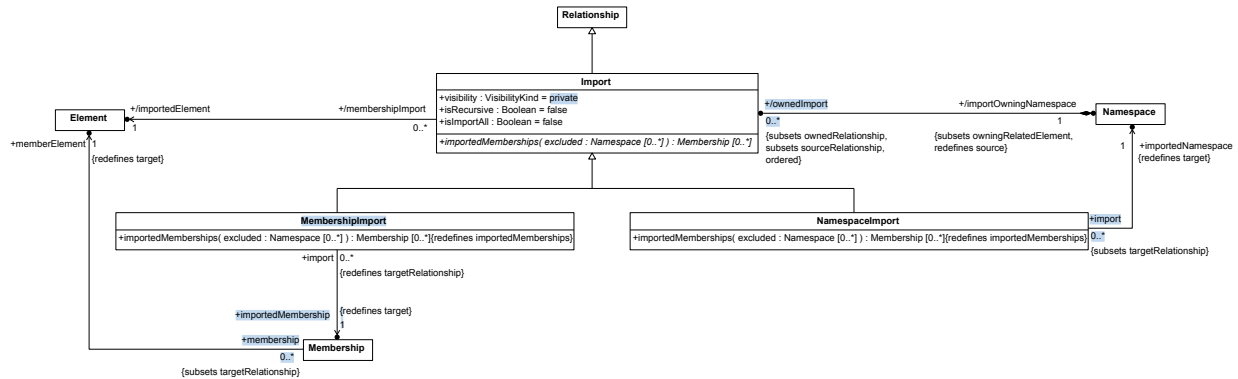 Relationship
Import
+visibility : VisibilityKind = private
+isRecursive : Boolean = false
+isImportAll : Boolean = false
+importedMemberships( excluded : Namespace [0..*] ) : Membership [0..*]
+/importedElement
1
+/membershipImport
0..*
Element
+memberElement
1
{redefines target}
+/ownedImport
0..*
{subsets ownedRelationship,
subsets sourceRelationship,
ordered}
+/importOwningNamespace
1
{subsets owningRelatedElement,
redefines source}
Namespace
1
+importedNamespace
{redefines target}
MembershipImport
+importedMemberships( excluded : Namespace [0..*] ) : Membership [0..*]{redefines importedMemberships}
NamespaceImport
+importedMemberships( excluded : Namespace [0..*] ) : Membership [0..*]{redefines importedMemberships}
+import
0..*
{subsets targetRelationship}
+import
0..*
{redefines targetRelationship}
+importedMembership
{redefines target}
1
+membership
0..*
{subsets targetRelationship}
Membership